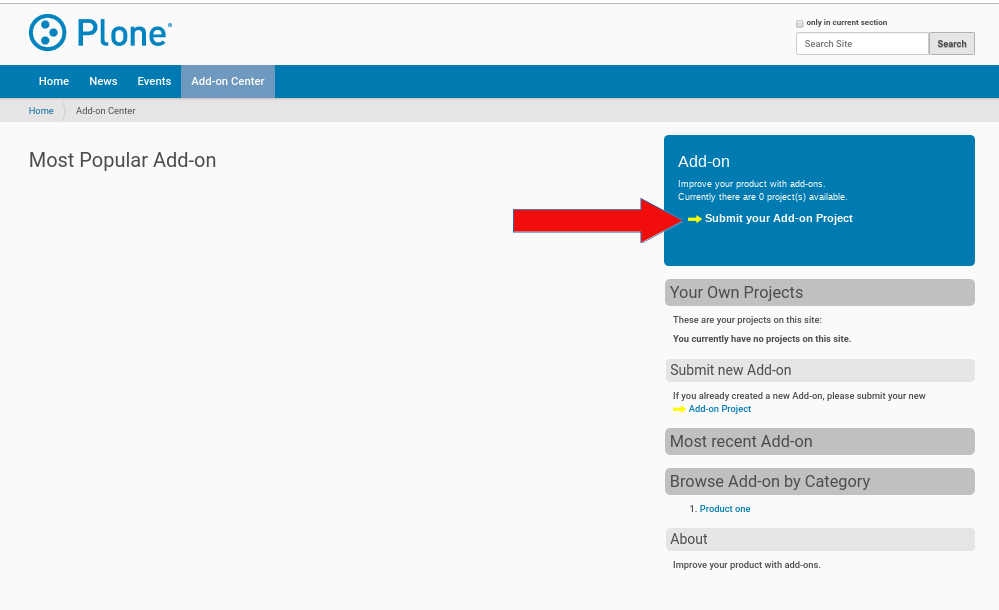 Plone®
only in current section
Search Site
Search
Home
News
Events
Add-on Center
Home
Add-on Center
Most Popular Add-on
Add-on
Improve your product with add-ons.
Currently there are 0 project(s) available.
Submit your Add-on Project
Your Own Projects
These are your projects on this site:
You currently have no projects on this site.
Submit new Add-on
If you already created a new Add-on, please submit your new
Add-on Project
Most recent Add-on
Browse Add-on by Category
1. Product one
About
Improve your product with add-ons.